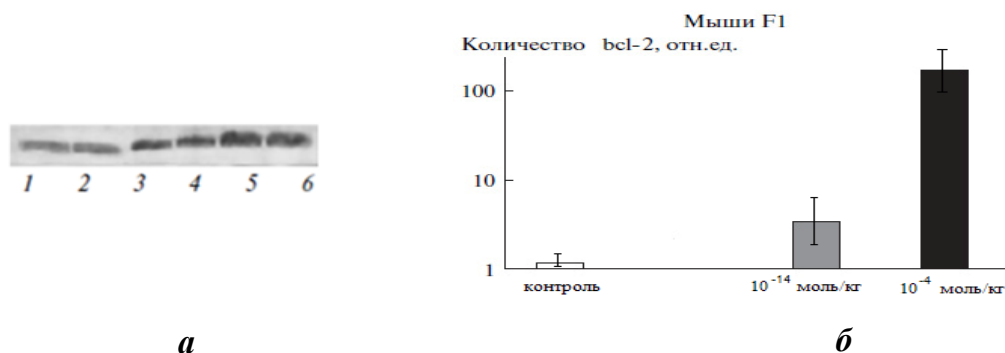 1 2 3 4 5 6
а
Мыши F1
Количество bcl-2, отн.ед.
100
10
1
контроль
10⁻¹⁴ моль/кг
10⁻⁴ моль/кг
б